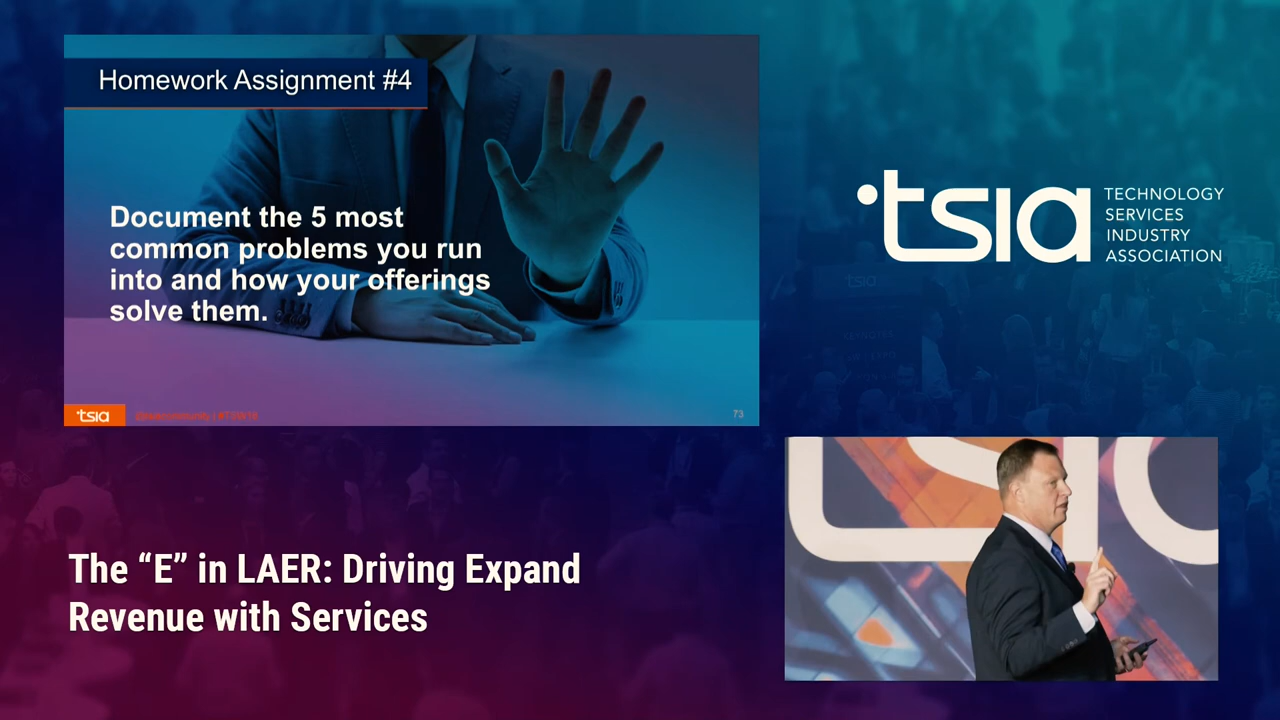 Homework Assignment #4
Document the 5 most
common problems you run
into and how your offerings
solve them.
tsia
73
tsia
TECHNOLOGY
SERVICES
INDUSTRY
ASSOCIATION
The “E” in LAER: Driving Expand
Revenue with Services